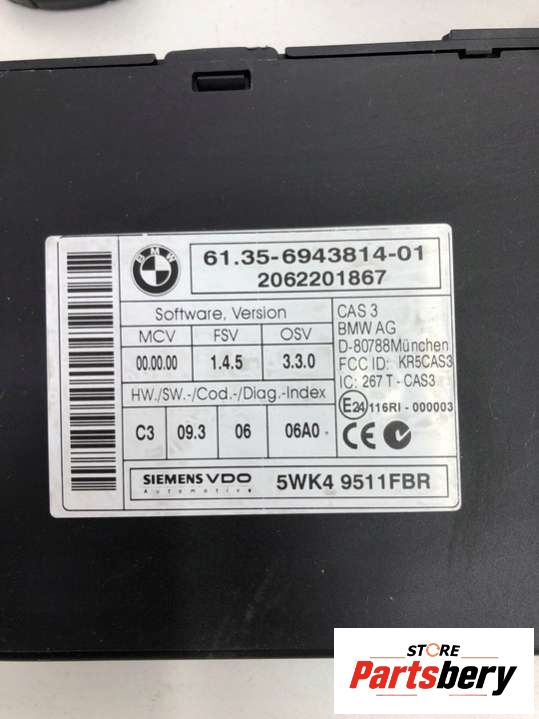 BMW
61.35-6943814-01
2062201867
Software, Version
MCV FSV OSV
00.00.00 1.4.5 3.3.0
HW./SW.-/Cod.-/Diag.-Index
C3 09.3 06 06A0
CAS 3
BMW AG
D-80788München
FCC ID: KR5CAS3
IC: 267 T-CAS3
E24 116RI-000003
CE
SIEMENS VDO
Automotive
5WK4 9511FBR
STORE
Partsbery